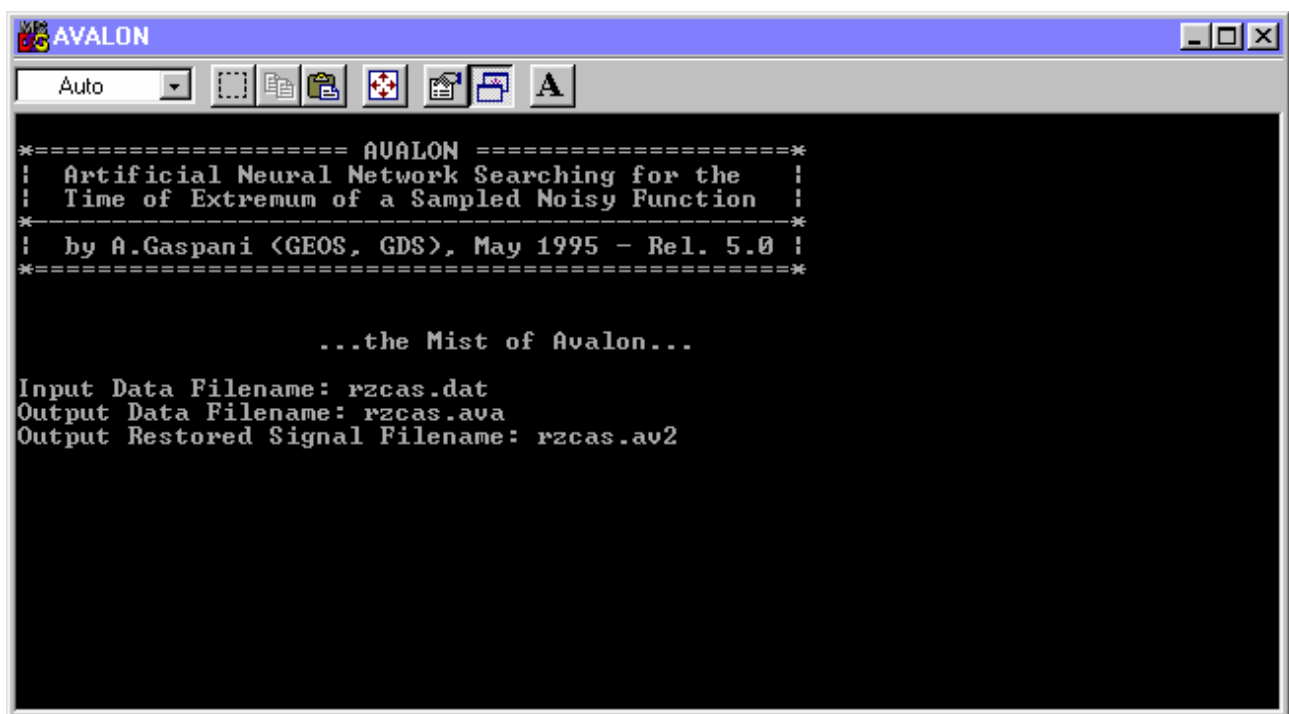 AVALON
Auto
A
*==================== AVALON ====================*
¦  Artificial Neural Network Searching for the   ¦
¦  Time of Extremum of a Sampled Noisy Function  ¦
*------------------------------------------------*
¦  by A.Gaspani (GEOS, GDS), May 1995 - Rel. 5.0 ¦
*================================================*
...the Mist of Avalon...
Input Data Filename: rzcas.dat
Output Data Filename: rzcas.ava
Output Restored Signal Filename: rzcas.av2